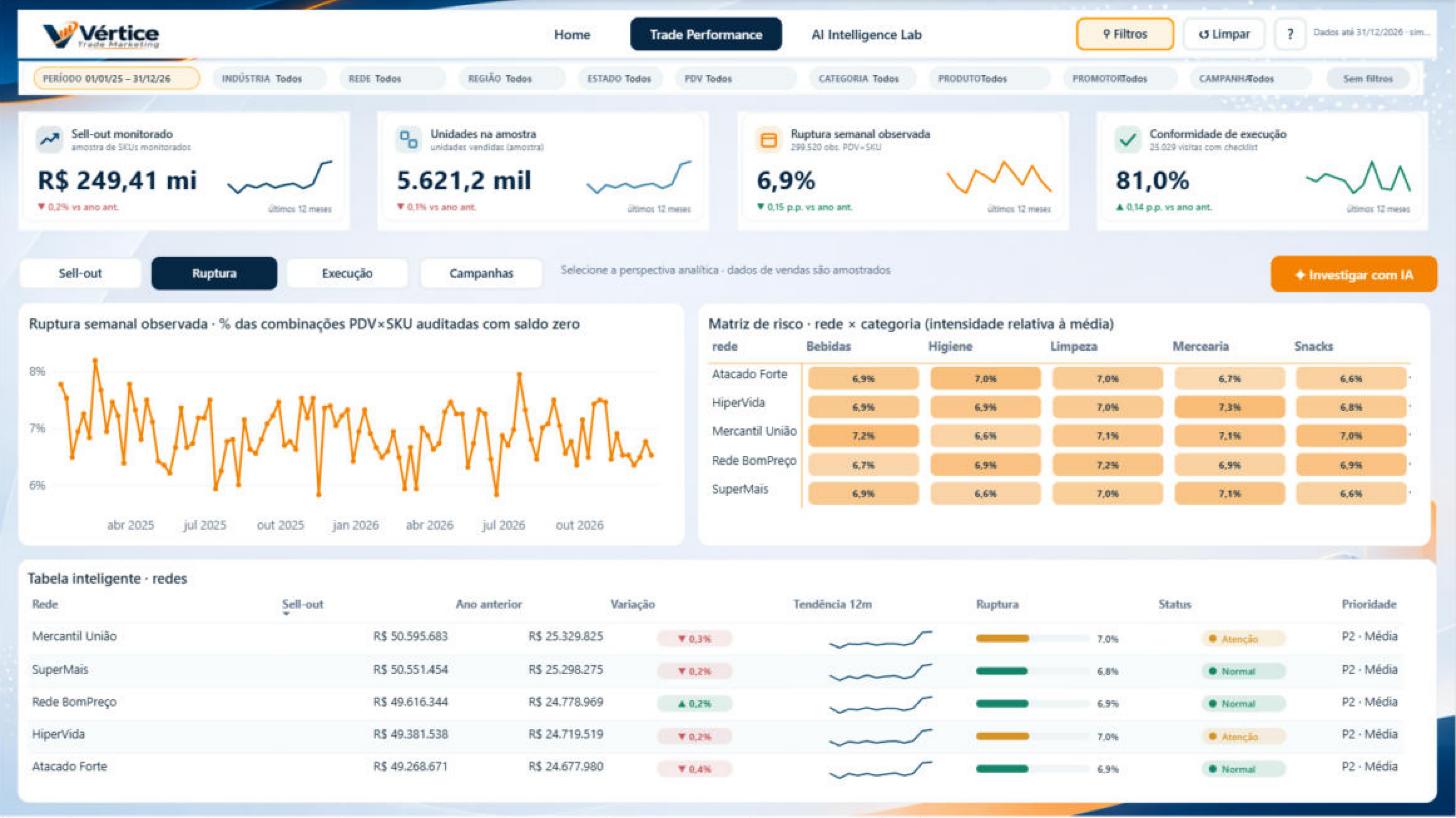 Vértice
Trade Marketing
Home
Trade Performance
AI Intelligence Lab
Filtros
Limpar
?
Dados até 31/12/2026 · sim...
PERÍODO 01/01/25 – 31/12/26
INDÚSTRIA Todos
REDE Todos
REGIÃO Todos
ESTADO Todos
PDV Todos
CATEGORIA Todos
PRODUTO Todos
PROMOTOR Todos
CAMPANHA Todos
Sem filtros
Sell-out monitorado
amostra de SKUs monitorados
R$ 249,41 mi
▼ 0,2% vs ano ant.
últimos 12 meses
Unidades na amostra
unidades vendidas (amostra)
5.621,2 mil
▼ 0,1% vs ano ant.
últimos 12 meses
Ruptura semanal observada
299.520 obs. PDV×SKU
6,9%
▼ 0,15 p.p. vs ano ant.
últimos 12 meses
Conformidade de execução
25.029 visitas com checklist
81,0%
▲ 0,14 p.p. vs ano ant.
últimos 12 meses
Sell-out
Ruptura
Execução
Campanhas
Selecione a perspectiva analítica · dados de vendas são amostrados
✦ Investigar com IA
Ruptura semanal observada · % das combinações PDV×SKU auditadas com saldo zero
8%
7%
6%
abr 2025 jul 2025 out 2025 jan 2026 abr 2026 jul 2026 out 2026
Matriz de risco · rede × categoria (intensidade relativa à média)
rede Bebidas Higiene Limpeza Mercearia Snacks
Atacado Forte 6,9% 7,0% 7,0% 6,7% 6,6%
HiperVida 6,9% 6,9% 7,0% 7,3% 6,8%
Mercantil União 7,2% 6,6% 7,1% 7,1% 7,0%
Rede BomPreço 6,7% 6,9% 7,2% 6,9% 6,9%
SuperMais 6,9% 6,6% 7,0% 7,1% 6,6%
Tabela inteligente · redes
Rede Sell-out Ano anterior Variação Tendência 12m Ruptura Status Prioridade
Mercantil União R$ 50.595.683 R$ 25.329.825 ▼ 0,3% 7,0% Atenção P2 · Média
SuperMais R$ 50.551.454 R$ 25.298.275 ▼ 0,2% 6,8% Normal P2 · Média
Rede BomPreço R$ 49.616.344 R$ 24.778.969 ▲ 0,2% 6,9% Normal P2 · Média
HiperVida R$ 49.381.538 R$ 24.719.519 ▼ 0,2% 7,0% Atenção P2 · Média
Atacado Forte R$ 49.268.671 R$ 24.677.980 ▼ 0,4% 6,9% Normal P2 · Média